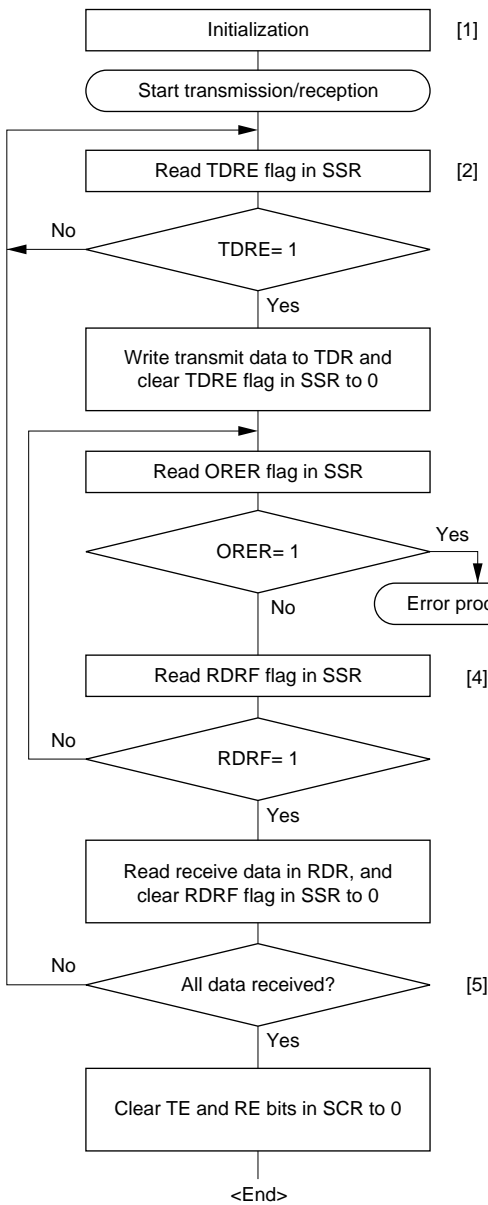 Initialization
[1]
Start transmission/reception
Read TDRE flag in SSR
[2]
No
TDRE= 1
Yes
Write transmit data to TDR and
clear TDRE flag in SSR to 0
Read ORER flag in SSR
Yes
ORER= 1
No
Error
Read RDRF flag in SSR
[4]
No
RDRF= 1
Yes
Read receive data in RDR, and
clear RDRF flag in SSR to 0
No
All data received?
[5]
Yes
Clear TE and RE bits in SCR to 0
<End>